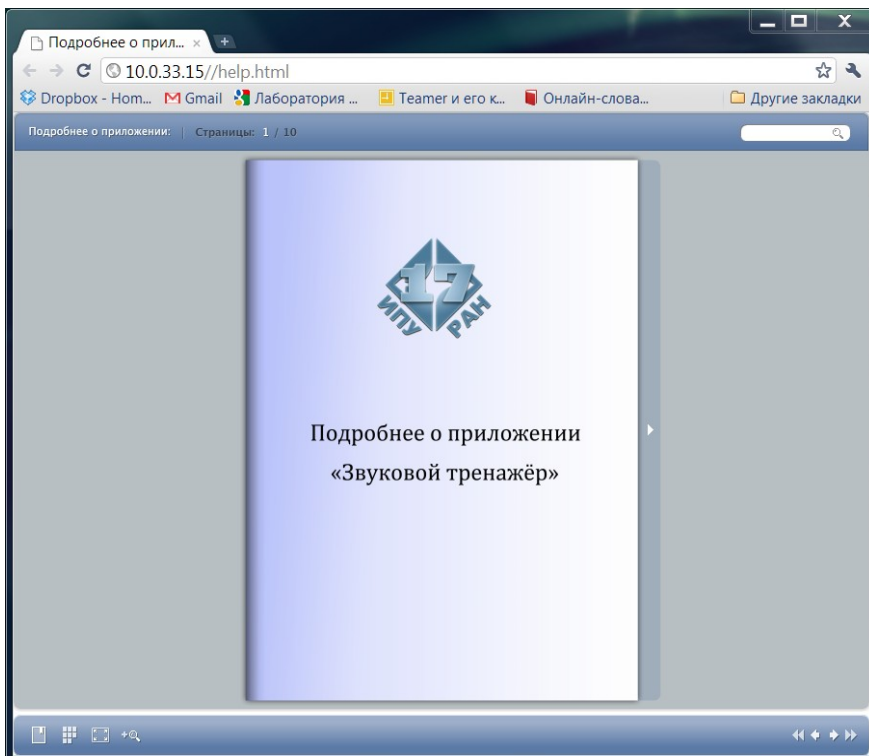 Подробнее о прил...
10.0.33.15//help.html
Dropbox - Hom...
Gmail
Лаборатория ...
Teamer и его к...
Онлайн-слова...
Другие закладки
Подробнее о приложении:
Страницы: 1 / 10
17
ИПУ РАН
Подробнее о приложении
«Звуковой тренажёр»